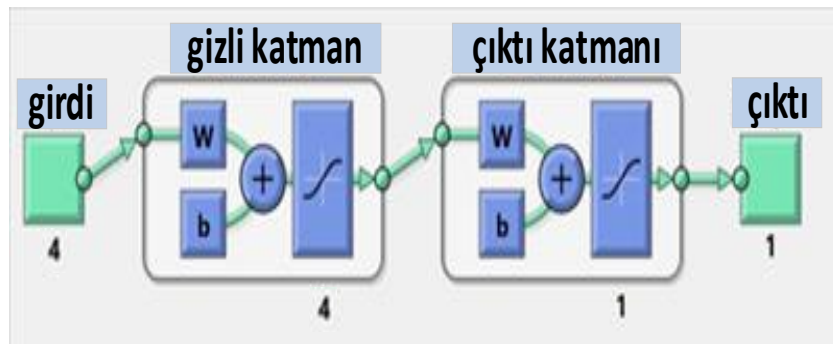 gizli katman
çıktı katmanı
girdi
çıktı
W
+
b
W
+
b
4
4
1
1